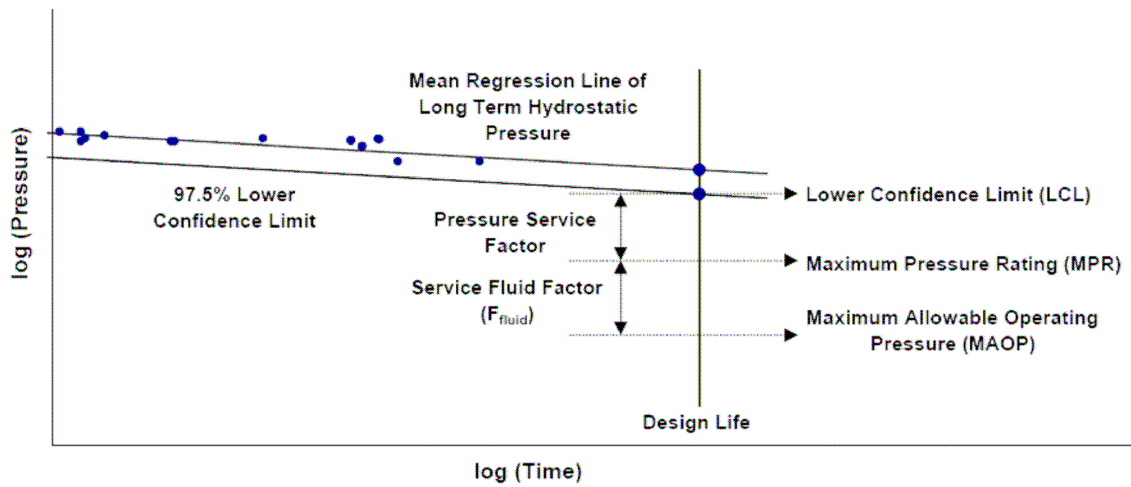 Mean Regression Line of
Long Term Hydrostatic
Pressure
log (Pressure)
97.5% Lower
Confidence Limit
Lower Confidence Limit (LCL)
Pressure Service
Factor
Maximum Pressure Rating (MPR)
Service Fluid Factor
(Ffluid)
Maximum Allowable Operating
Pressure (MAOP)
Design Life
log (Time)